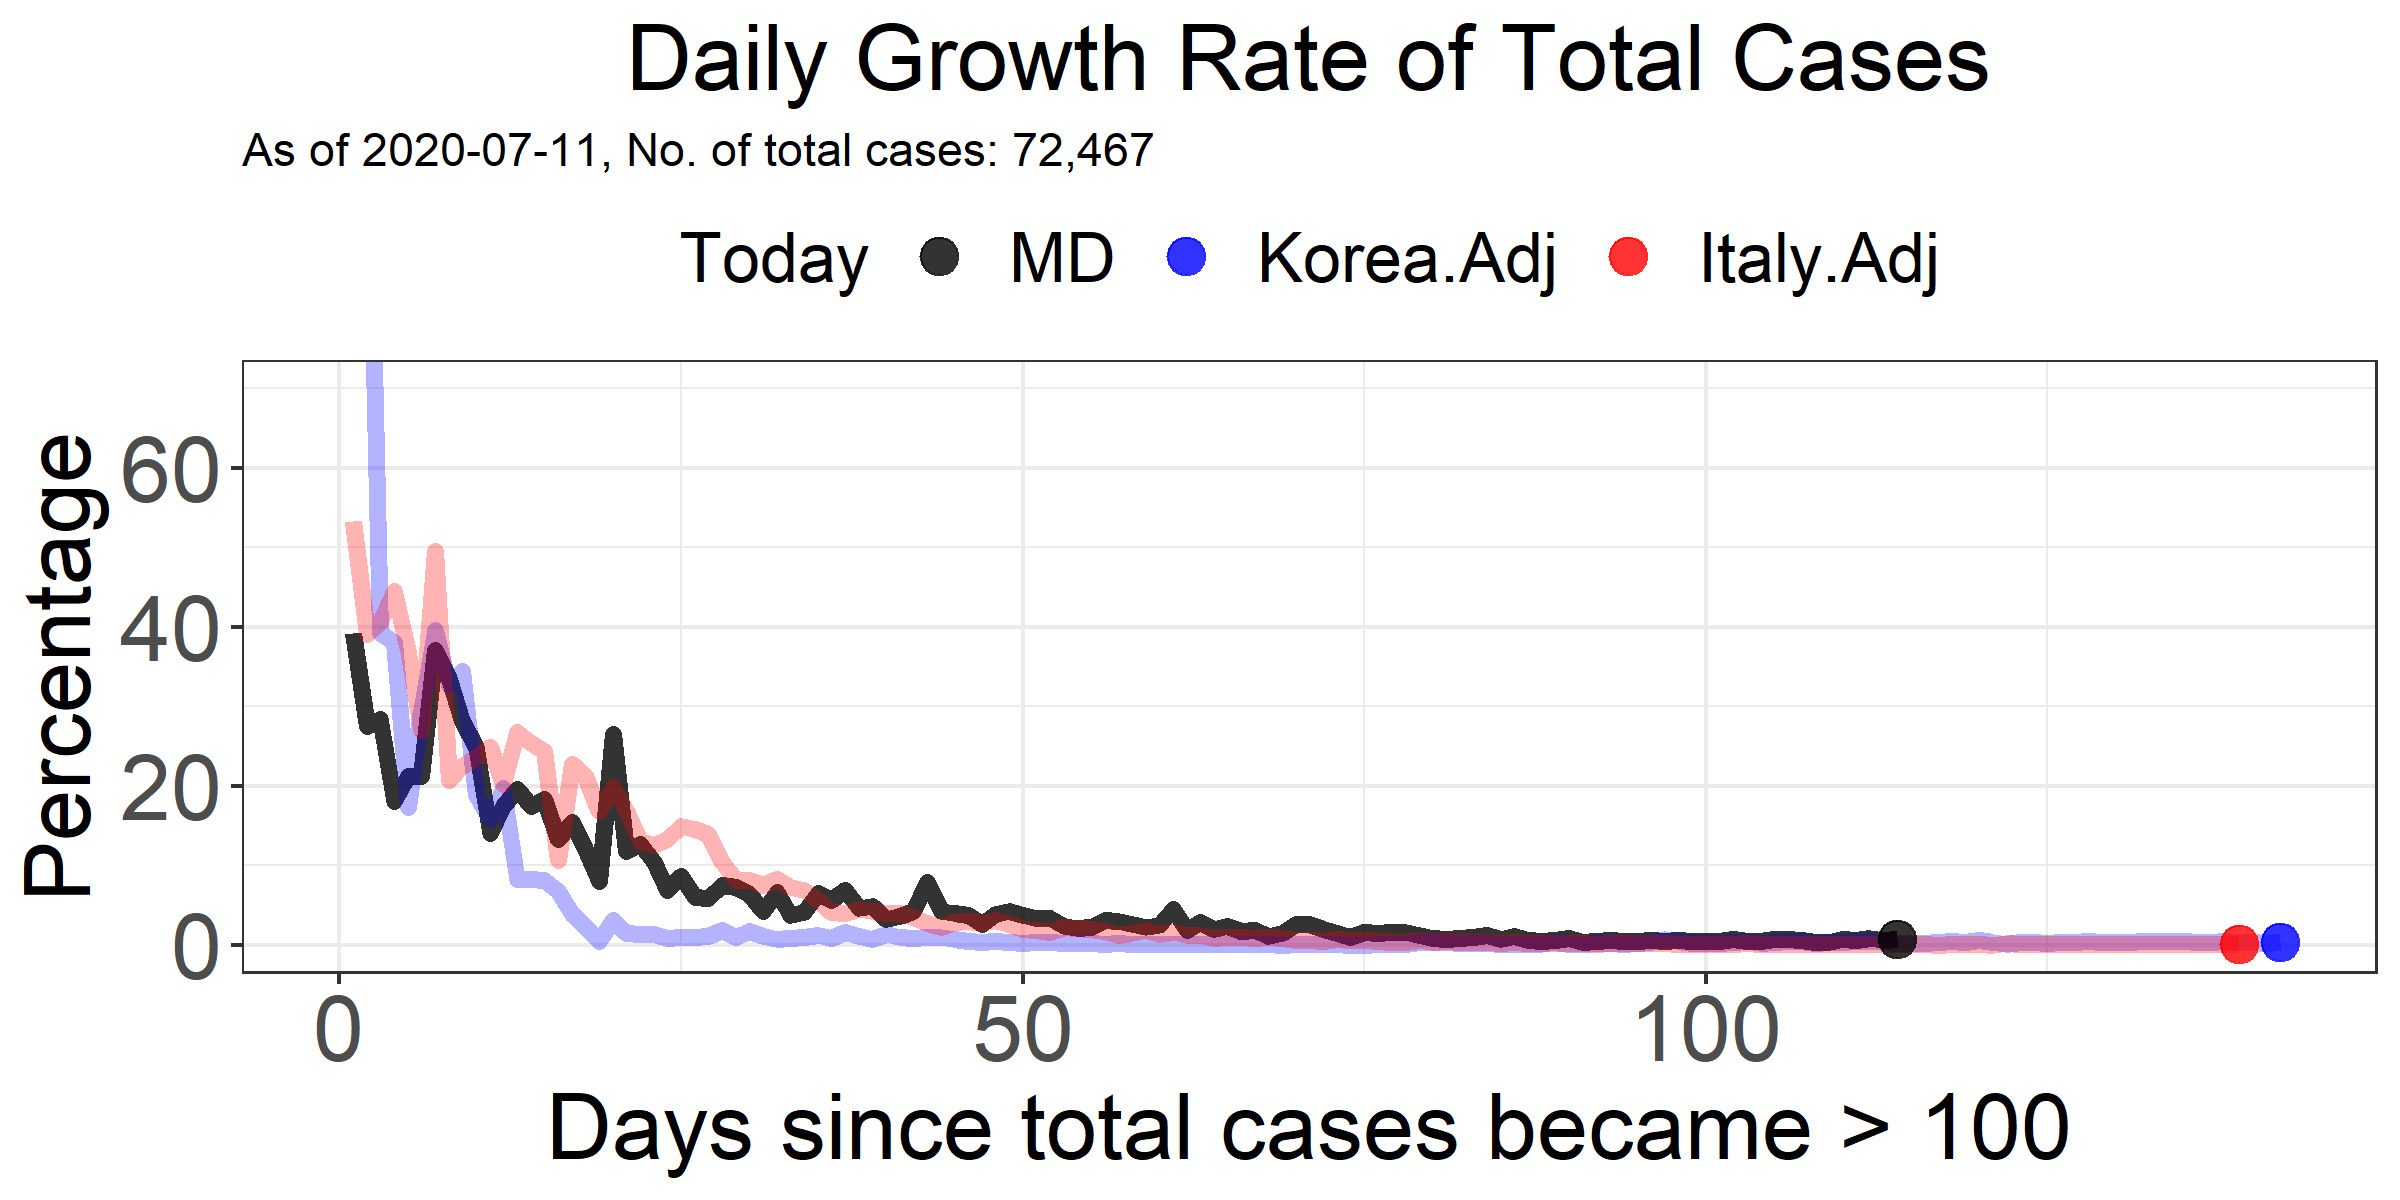 Daily Growth Rate of Total Cases
As of 2020-07-11, No. of total cases: 72,467
Today MD Korea.Adj Italy.Adj
Percentage
60
40
20
0
0 50 100
Days since total cases became > 100